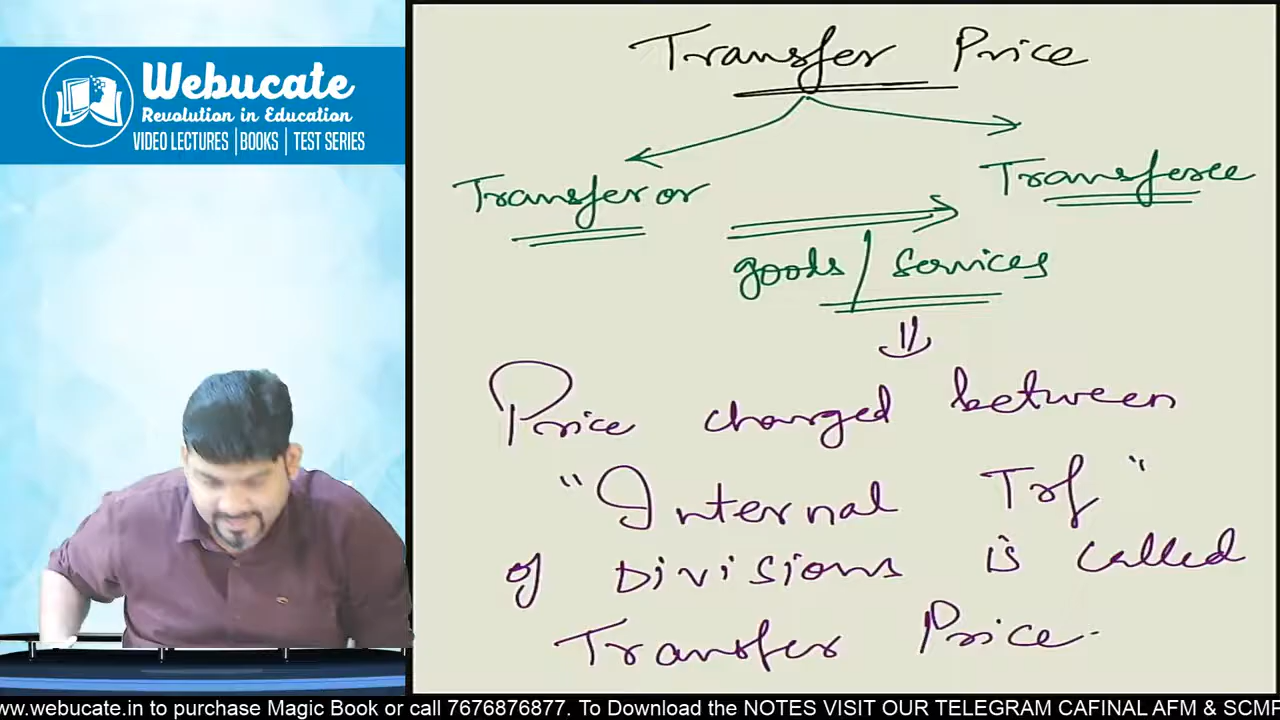 Webucate
Revolution in Education
VIDEO LECTURES | BOOKS | TEST SERIES
Transfer Price
Transferor
Transferee
goods / services
Price charged between
"Internal Trf"
of Divisions is called
Transfer Price.
ww.webucate.in to purchase Magic Book or call 7676876877. To Download the NOTES VISIT OUR TELEGRAM CAFINAL AFM & SCMP